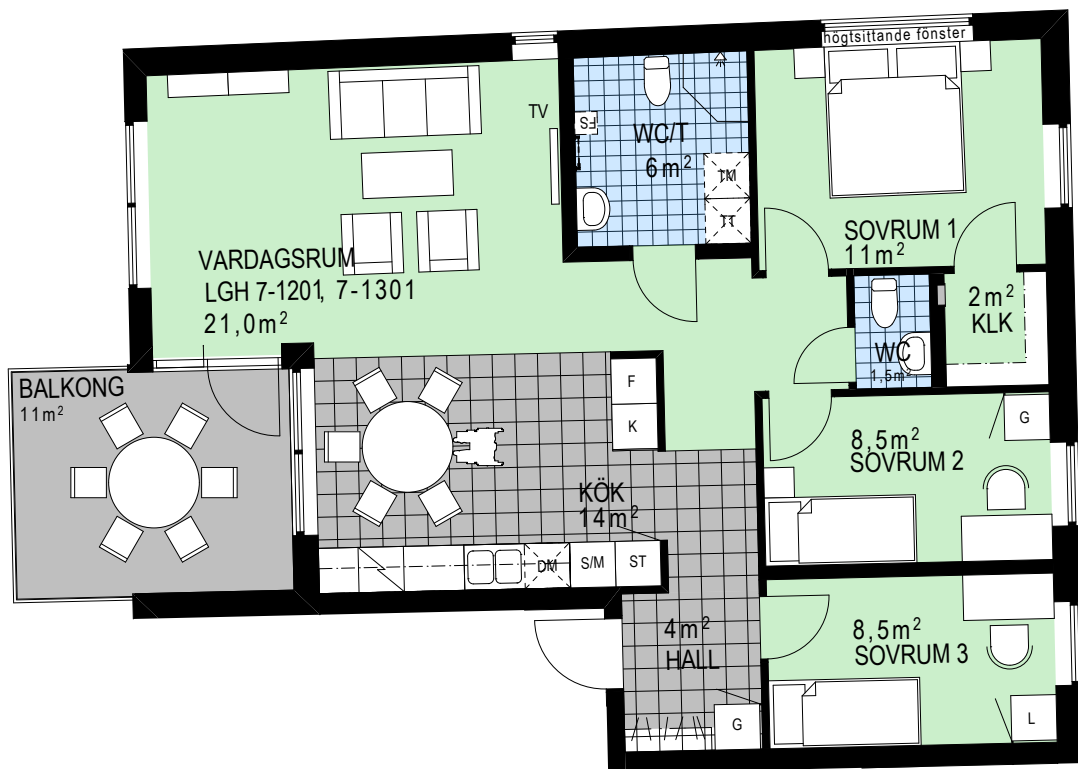 högtsittande fönster
TV
FS
WC/T
6 m²
TM
TT
SOVRUM 1
11 m²
VARDAGSRUM
LGH 7-1201, 7-1301
21,0 m²
2 m²
KLK
WC
1,5 m²
BALKONG
11 m²
F
K
G
8,5 m²
SOVRUM 2
KÖK
14 m²
DM
S/M
ST
4 m²
HALL
8,5 m²
SOVRUM 3
G
L